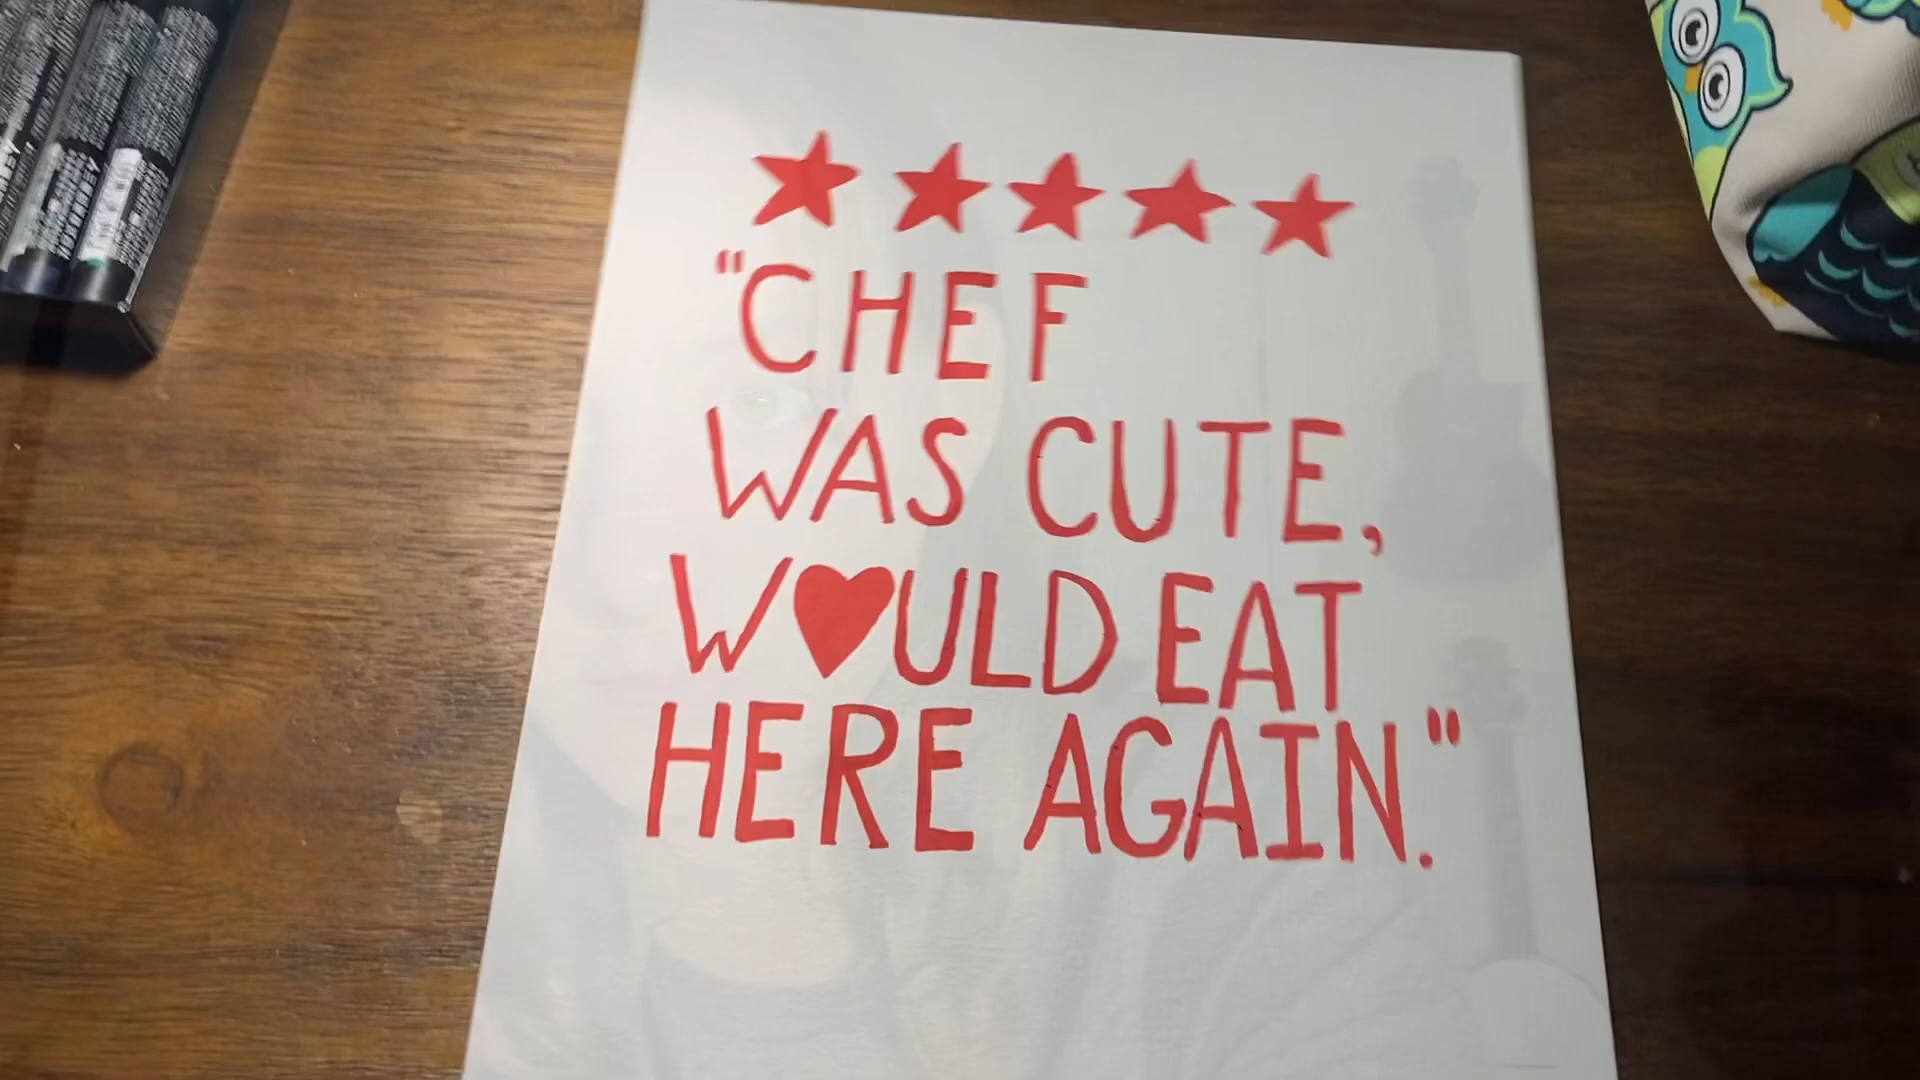 "CHEF
WAS CUTE,
W♥ULD EAT
HERE AGAIN."